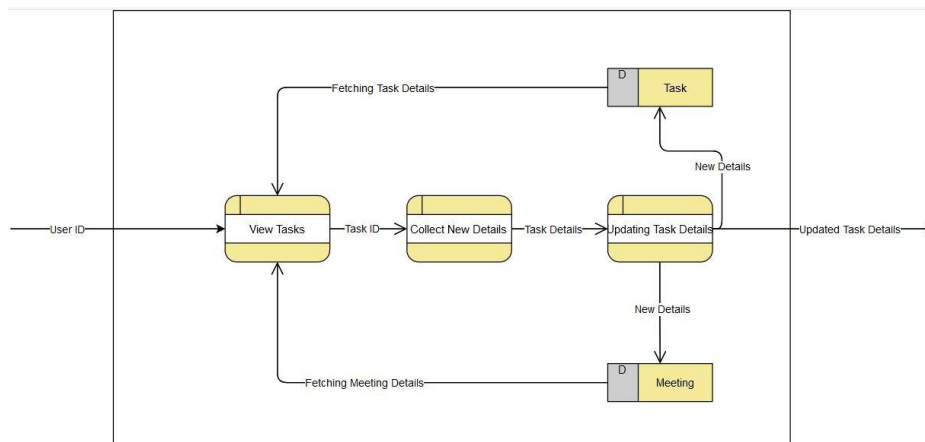 D
Task
Fetching Task Details
New Details
User ID
View Tasks
Task ID
Collect New Details
Task Details
Updating Task Details
Updated Task Details
New Details
D
Meeting
Fetching Meeting Details